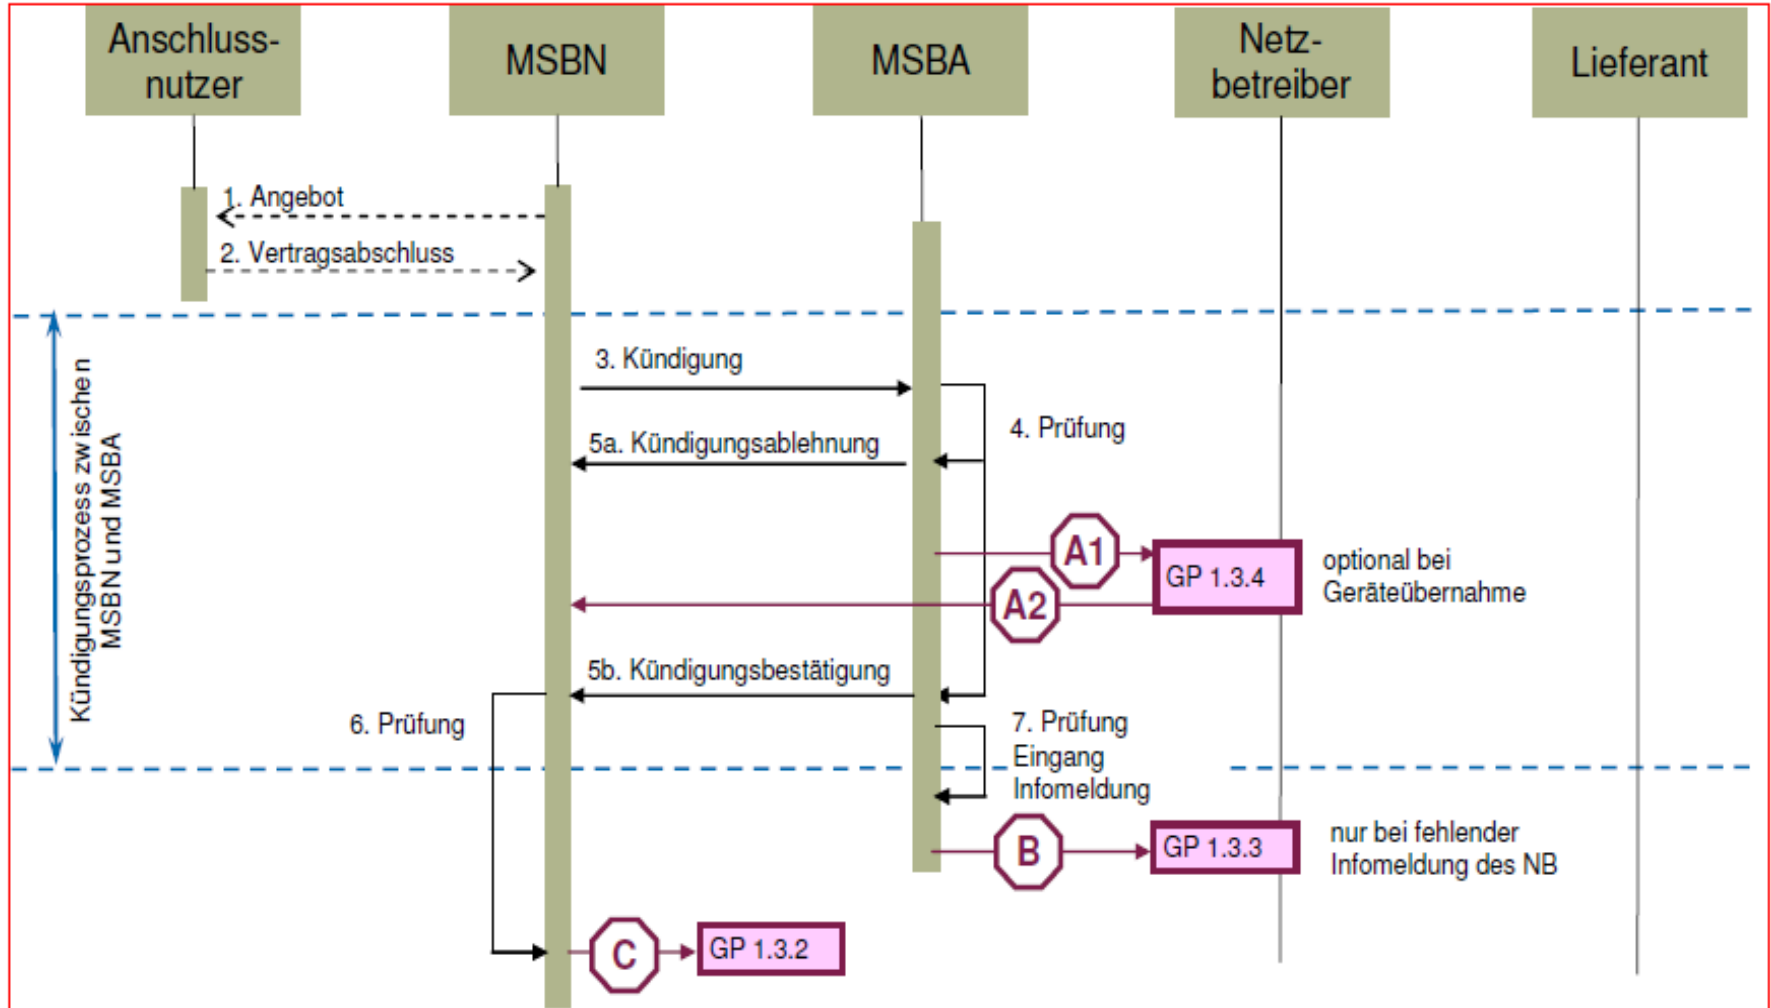 Anschluss-
nutzer
MSBN
MSBA
Netz-
betreiber
Lieferant
1. Angebot
2. Vertragsabschluss
Kündigungsprozess zwischen
MSBN und MSBA
3. Kündigung
4. Prüfung
5a. Kündigungsablehnung
A1
GP 1.3.4
optional bei
Geräteübernahme
A2
5b. Kündigungsbestätigung
6. Prüfung
7. Prüfung
Eingang
Infomeldung
B
GP 1.3.3
nur bei fehlender
Infomeldung des NB
C
GP 1.3.2